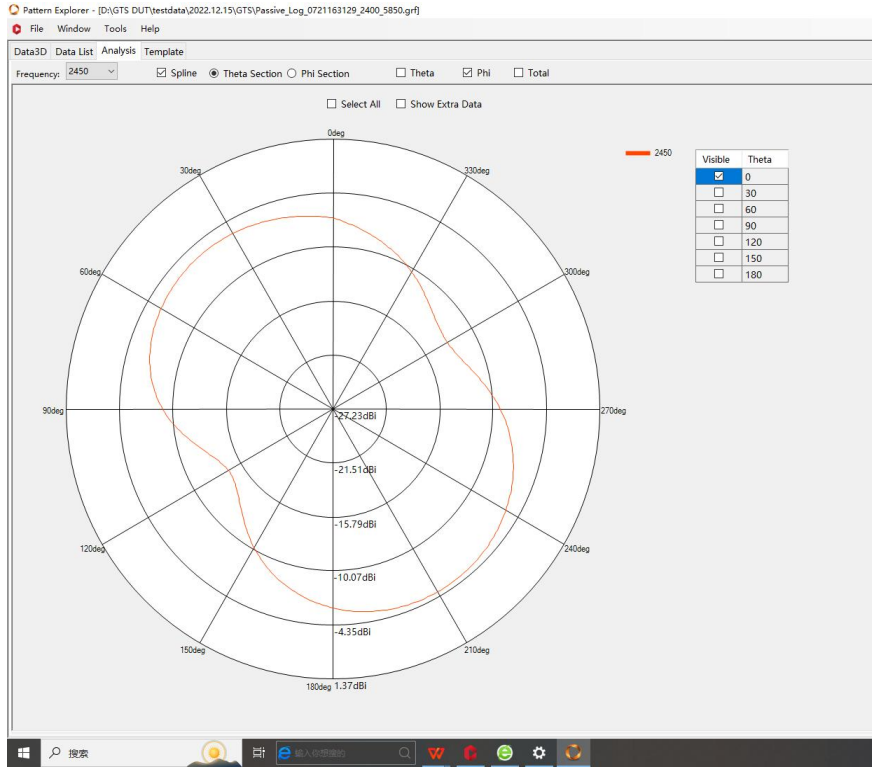 Pattern Explorer - [D:\GTS DUT\testdata\2022.12.15\GTS\Passive_Log_0721163129_2400_5850.grf]
File Window Tools Help
Data3D Data List Analysis Template
Frequency: 2450 Spline Theta Section Phi Section Theta Phi Total
Select All Show Extra Data
0deg
2450
Visible Theta
0
30
60
90
120
150
180
30deg
330deg
60deg
300deg
90deg
270deg
-27.23dBi
-21.51dBi
-15.79dBi
120deg
240deg
-10.07dBi
-4.35dBi
150deg
210deg
180deg 1.37dBi
搜索
输入你想搜的